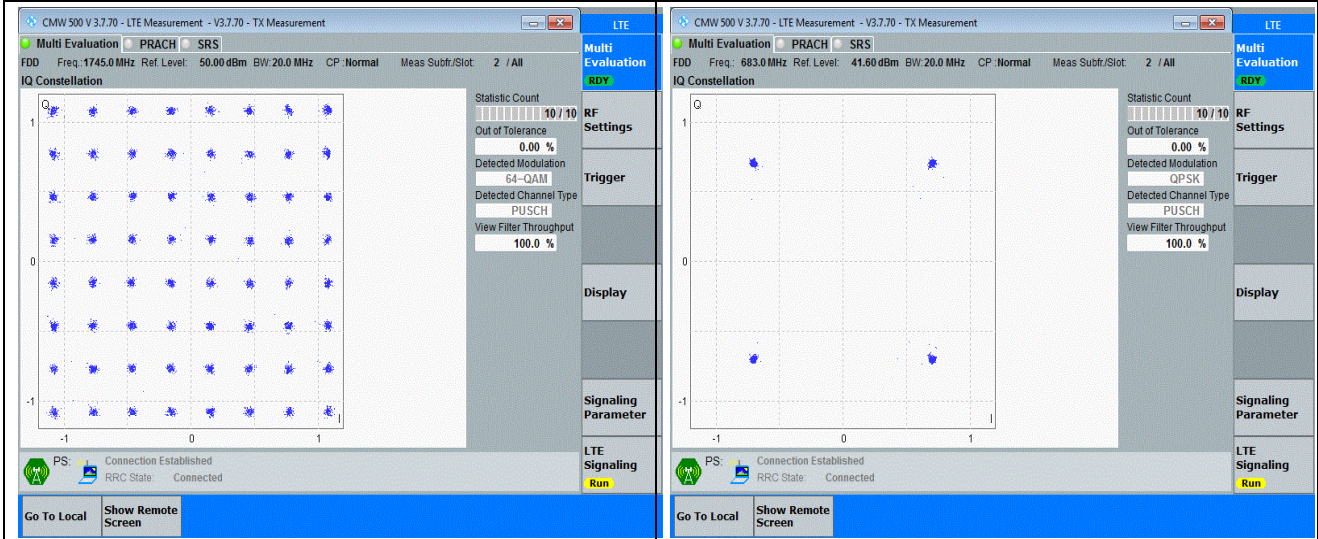 CMW 500 V 3.7.70 - LTE Measurement - V3.7.70 - TX Measurement
LTE
Multi Evaluation PRACH SRS
Multi
Evaluation
RDY
FDD Freq.: 1745.0 MHz Ref. Level: 50.00 dBm BW: 20.0 MHz CP : Normal Meas Subfr./Slot: 2 / All
IQ Constellation
Q
1
0
-1
-1 0 1
I
Statistic Count
10 / 10
Out of Tolerance
0.00 %
Detected Modulation
64-QAM
Detected Channel Type
PUSCH
View Filter Throughput
100.0 %
RF
Settings
Trigger
Display
Signaling
Parameter
LTE
Signaling
Run
PS: Connection Established
RRC State: Connected
Go To Local
Show Remote
Screen
CMW 500 V 3.7.70 - LTE Measurement - V3.7.70 - TX Measurement
LTE
Multi Evaluation PRACH SRS
Multi
Evaluation
RDY
FDD Freq.: 683.0 MHz Ref. Level: 41.60 dBm BW: 20.0 MHz CP : Normal Meas Subfr./Slot: 2 / All
IQ Constellation
Q
1
0
-1
-1 0 1
I
Statistic Count
10 / 10
Out of Tolerance
0.00 %
Detected Modulation
QPSK
Detected Channel Type
PUSCH
View Filter Throughput
100.0 %
RF
Settings
Trigger
Display
Signaling
Parameter
LTE
Signaling
Run
PS: Connection Established
RRC State: Connected
Go To Local
Show Remote
Screen